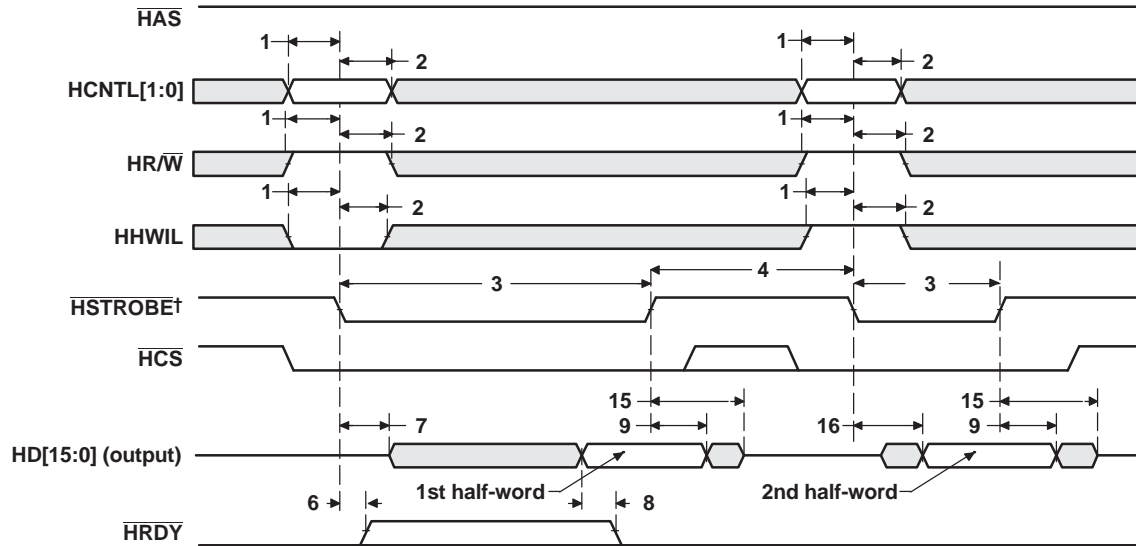 HAS
1
1
2
2
HCNTL[1:0]
1
1
2
2
HR/W
1
1
2
2
HHWIL
4
3
3
HSTROBE†
HCS
15
15
7
9
16
9
HD[15:0] (output)
1st half-word
2nd half-word
6
8
HRDY